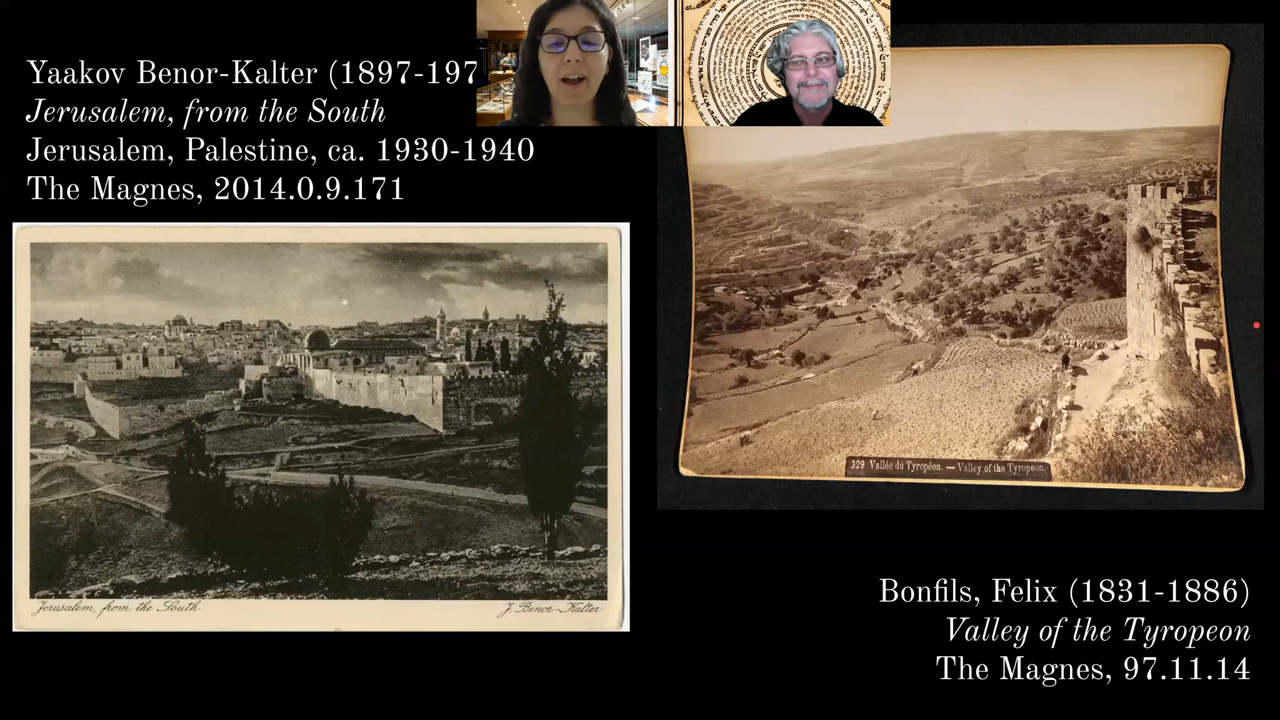 Yaakov Benor-Kalter (1897-197
Jerusalem, from the South
Jerusalem, Palestine, ca. 1930-1940
The Magnes, 2014.0.9.171
Jerusalem, from the South
J. Benor-Kalter
329 Vallée du Tyropéon. — Valley of the Tyropeon.
Bonfils, Felix (1831-1886)
Valley of the Tyropeon
The Magnes, 97.11.14